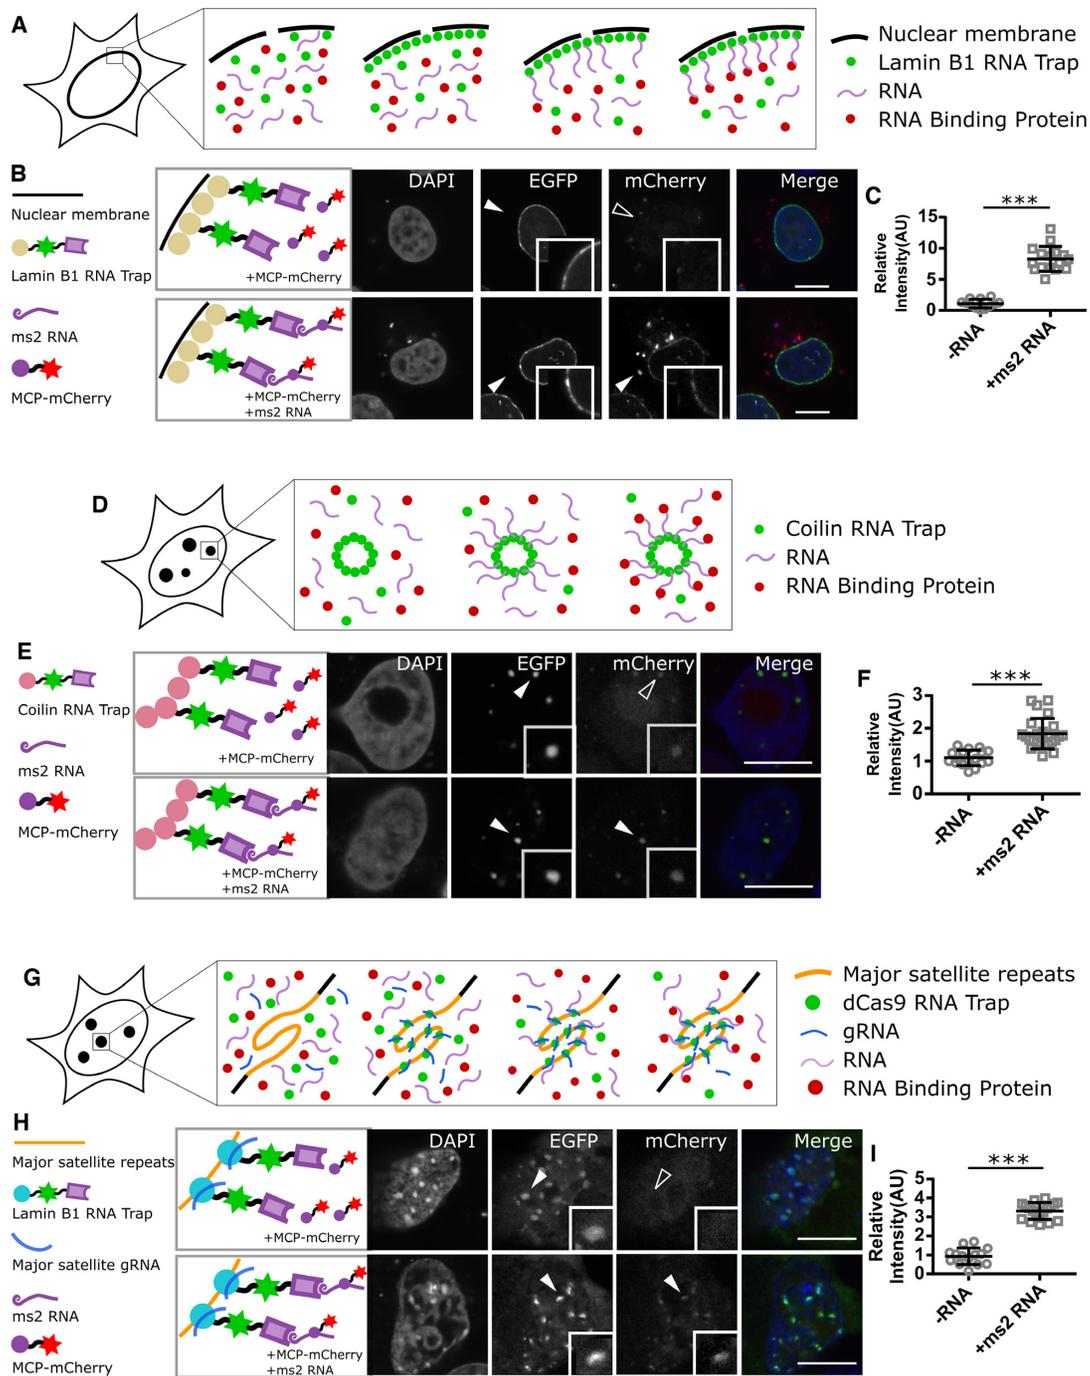 A
Nuclear membrane
Lamin B1 RNA Trap
RNA
RNA Binding Protein
B
Nuclear membrane
Lamin B1 RNA Trap
ms2 RNA
MCP-mCherry
+MCP-mCherry
DAPI
EGFP
mCherry
Merge
+MCP-mCherry
+ms2 RNA
C
***
Relative
Intensity(AU)
15
10
5
0
-RNA
+ms2 RNA
D
Coilin RNA Trap
RNA
RNA Binding Protein
E
Coilin RNA Trap
ms2 RNA
MCP-mCherry
+MCP-mCherry
DAPI
EGFP
mCherry
Merge
+MCP-mCherry
+ms2 RNA
F
***
Relative
Intensity(AU)
3
2
1
0
-RNA
+ms2 RNA
G
Major satellite repeats
dCas9 RNA Trap
gRNA
RNA
RNA Binding Protein
H
Major satellite repeats
Lamin B1 RNA Trap
Major satellite gRNA
ms2 RNA
MCP-mCherry
+MCP-mCherry
DAPI
EGFP
mCherry
Merge
+MCP-mCherry
+ms2 RNA
I
***
Relative
Intensity(AU)
5
4
3
2
1
0
-RNA
+ms2 RNA